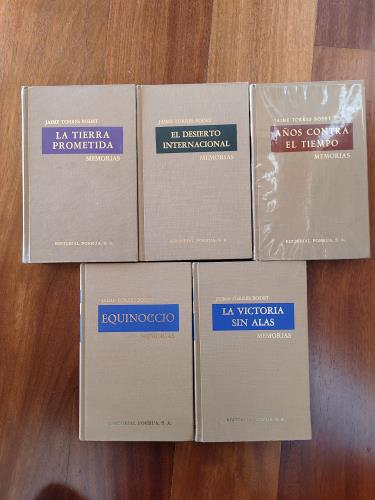 JAIME TORRES BODET
LA TIERRA
PROMETIDA
MEMORIAS
EDITORIAL PORRUA, S. A.
JAIME TORRES BODET
EL DESIERTO
INTERNACIONAL
MEMORIAS
EDITORIAL PORRUA, S. A.
JAIME TORRES BODET
AÑOS CONTRA
EL TIEMPO
MEMORIAS
EDITORIAL PORRUA, S. A.
JAIME TORRES BODET
EQUINOCCIO
MEMORIAS
EDITORIAL PORRUA, S. A.
JAIME TORRES BODET
LA VICTORIA
SIN ALAS
MEMORIAS
EDITORIAL PORRUA, S. A.